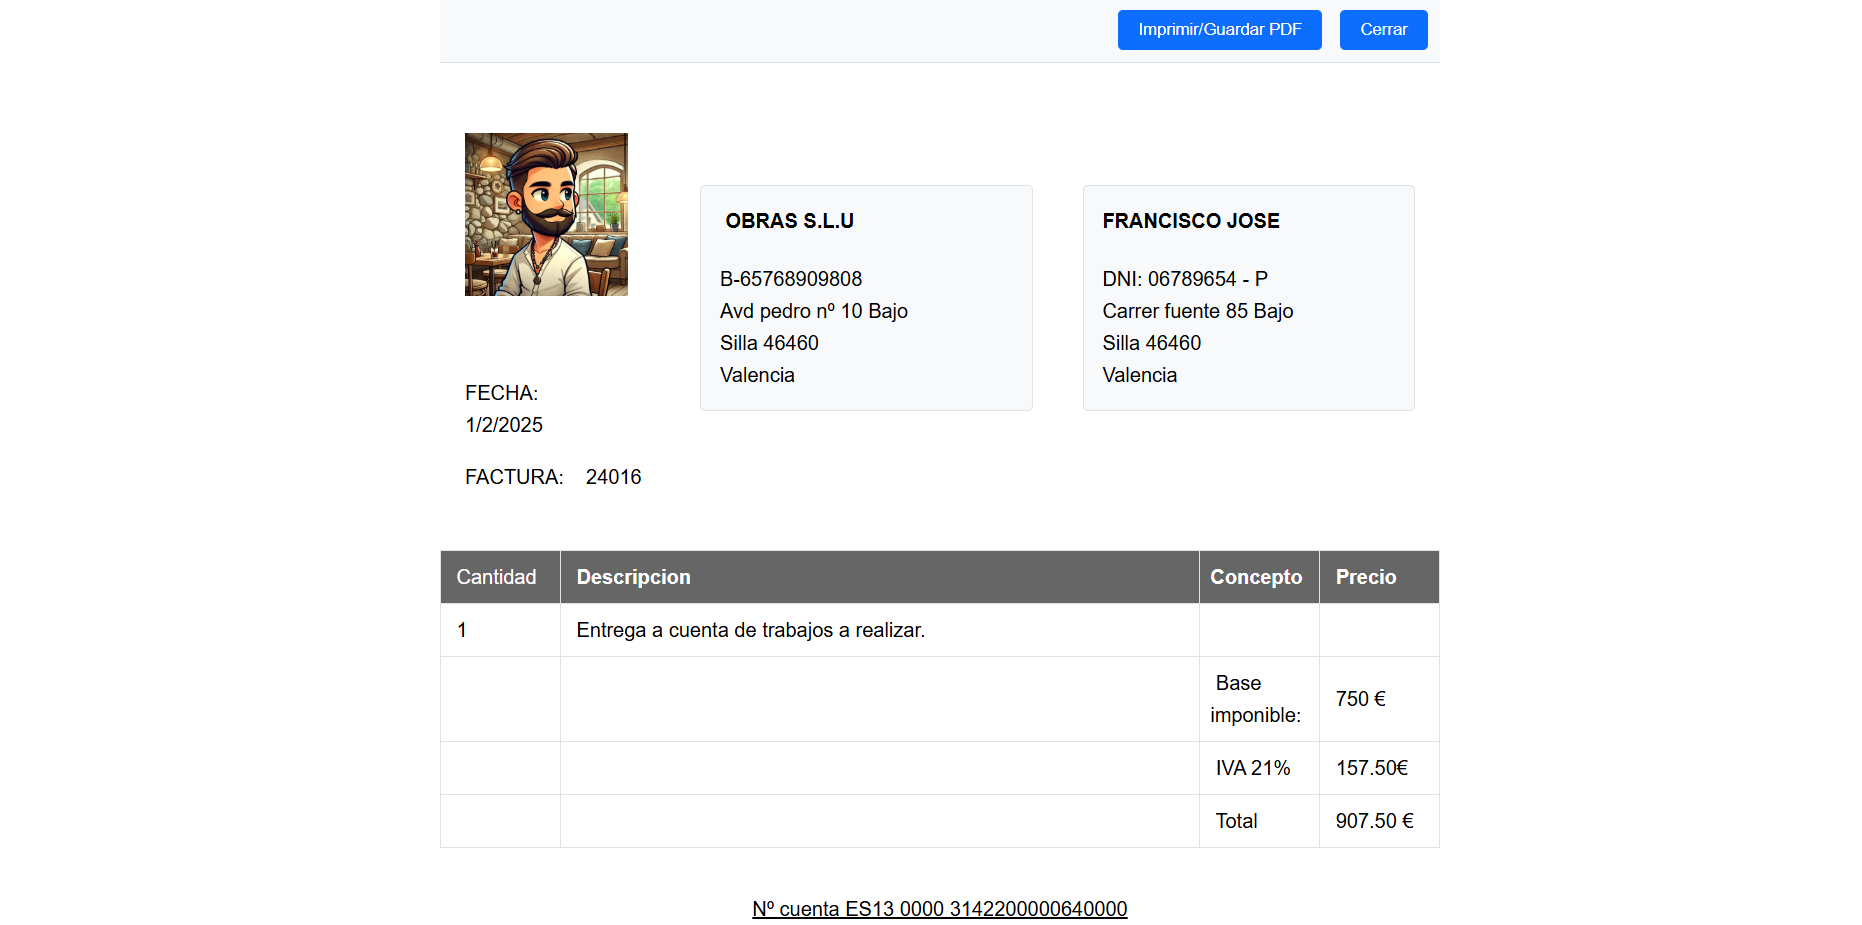 Imprimir/Guardar PDF
Cerrar
OBRAS S.L.U
B-65768909808
Avd pedro nº 10 Bajo
Silla 46460
Valencia
FRANCISCO JOSE
DNI: 06789654 - P
Carrer fuente 85 Bajo
Silla 46460
Valencia
FECHA:
1/2/2025
FACTURA: 24016
Cantidad Descripcion Concepto Precio
1 Entrega a cuenta de trabajos a realizar.
Base
imponible: 750 €
IVA 21% 157.50€
Total 907.50 €
Nº cuenta ES13 0000 3142200000640000